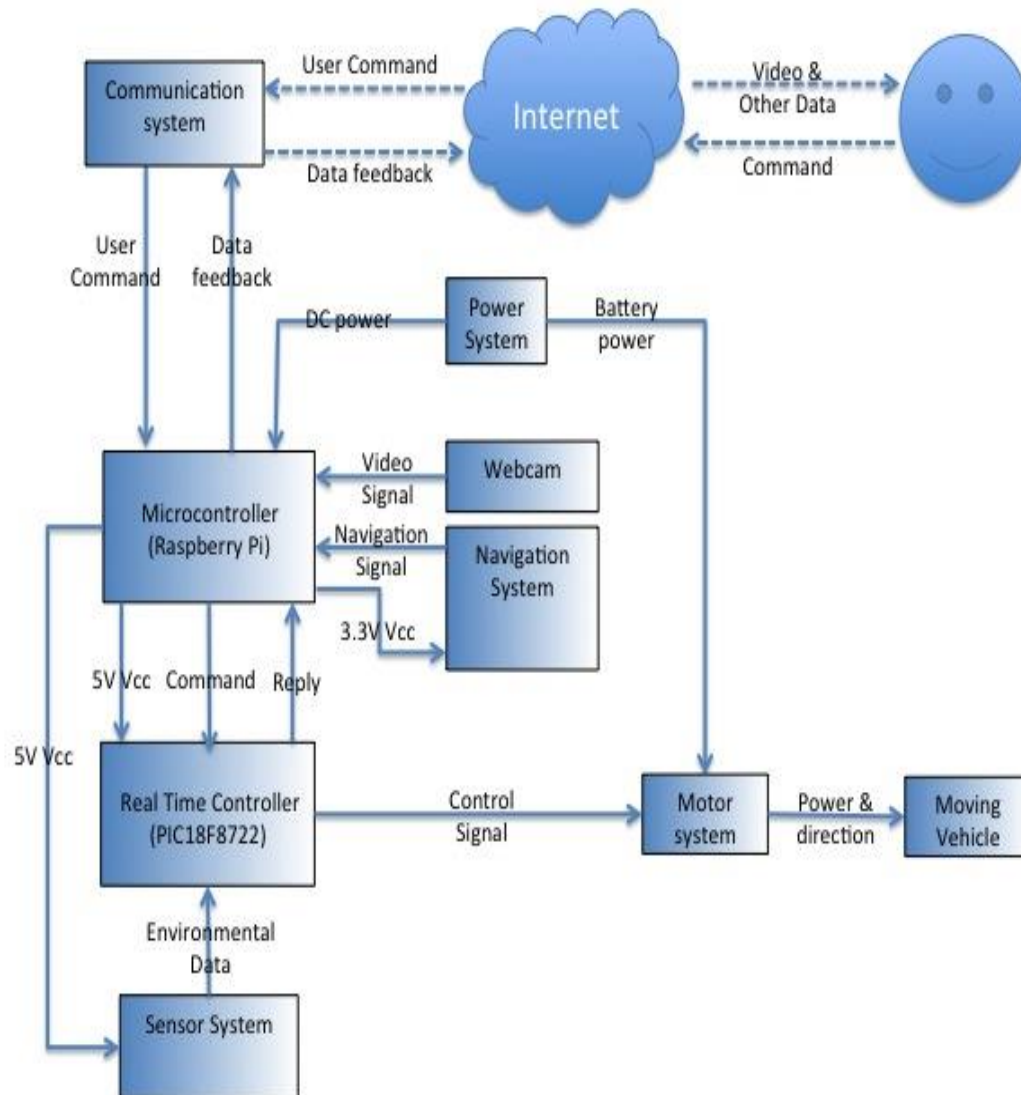 User Command
Communication
system
Internet
Video &
Other Data
Data feedback
Command
User
Command
Data
feedback
Power
System
DC power
Battery
power
Video
Signal
Webcam
Microcontroller
(Raspberry Pi)
Navigation
Signal
Navigation
System
3.3V Vcc
5V Vcc
Command
Reply
5V Vcc
Real Time Controller
(PIC18F8722)
Control
Signal
Motor
system
Power &
direction
Moving
Vehicle
Environmental
Data
Sensor System